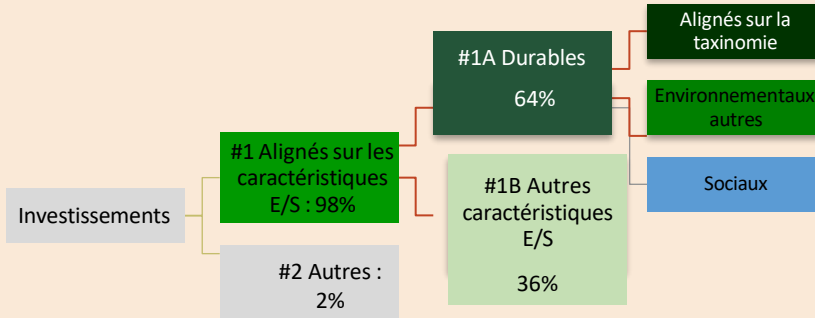 Investissements
#1 Alignés sur les
caractéristiques
E/S : 98%
#2 Autres :
2%
#1A Durables
64%
#1B Autres
caractéristiques
E/S
36%
Alignés sur la
taxinomie
Environnementaux
autres
Sociaux